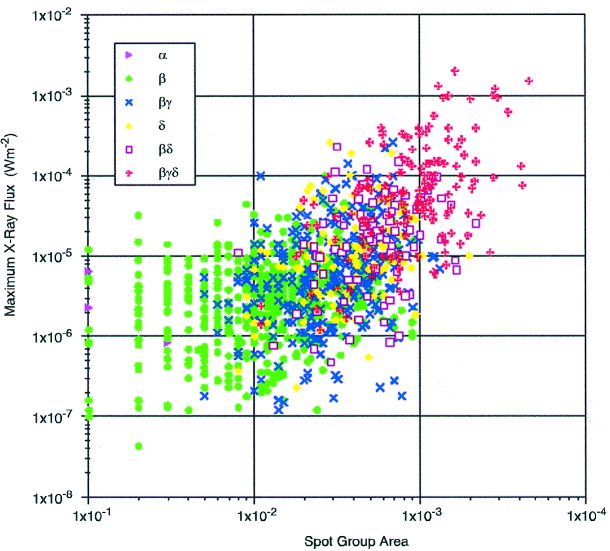 1x10⁻²
1x10⁻³
1x10⁻⁴
1x10⁻⁵
1x10⁻⁶
1x10⁻⁷
1x10⁻⁸
Maximum X-Ray Flux (Wm⁻²)
α
β
βγ
δ
βδ
βγδ
1x10⁻¹ 1x10⁻² 1x10⁻³ 1x10⁻⁴
Spot Group Area